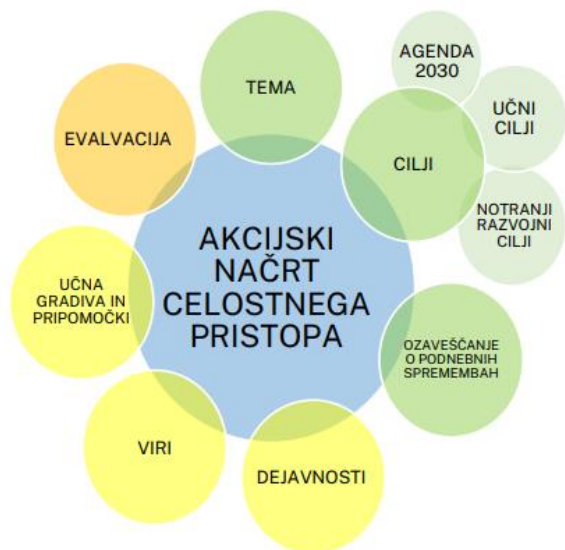 AGENDA
2030
TEMA
UČNI
CILJI
EVALVACIJA
CILJI
NOTRANJI
RAZVOJNI
CILJI
AKCIJSKI
NAČRT
CELOSTNEGA
PRISTOPA
UČNA
GRADIVA IN
PRIPOMOČKI
OZAVEŠČANJE
O PODNEBNIH
SPREMEMBAH
VIRI
DEJAVNOSTI